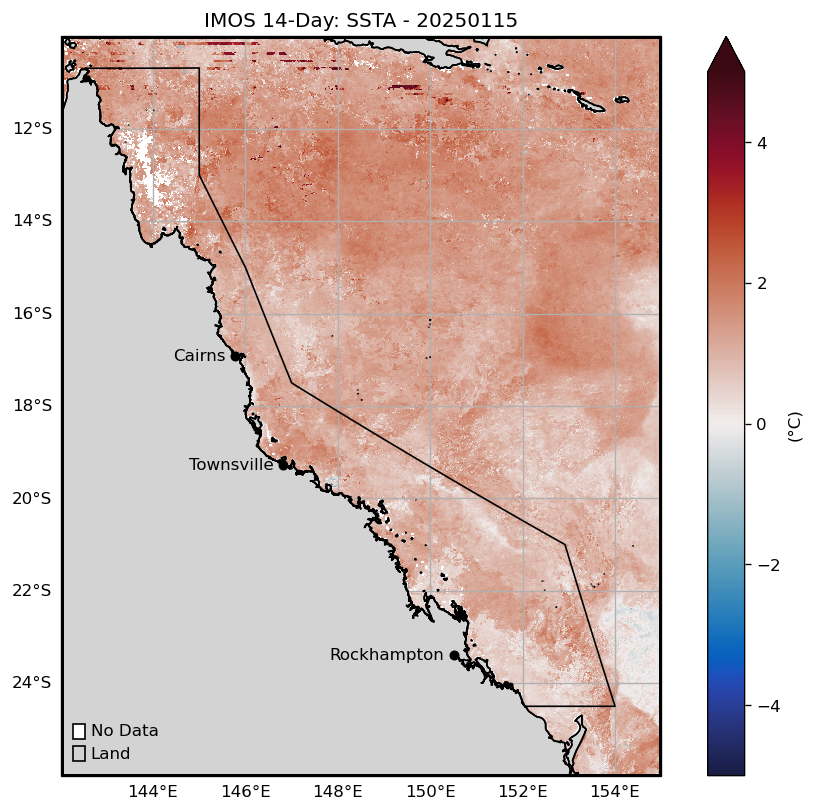 IMOS 14-Day: SSTA - 20250115
12°S
14°S
16°S
18°S
20°S
22°S
24°S
Cairns
Townsville
Rockhampton
No Data
Land
144°E
146°E
148°E
150°E
152°E
154°E
4
2
0
−2
−4
(°C)